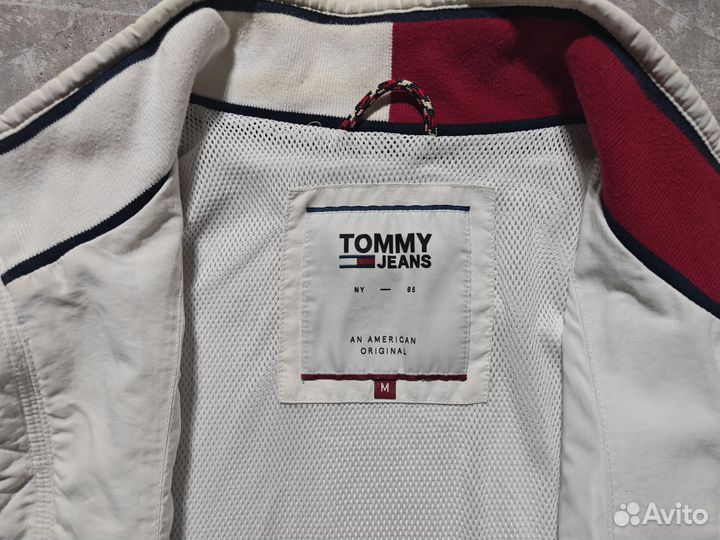 TOMMY
JEANS
NY — 85
AN AMERICAN
ORIGINAL
M
Avito